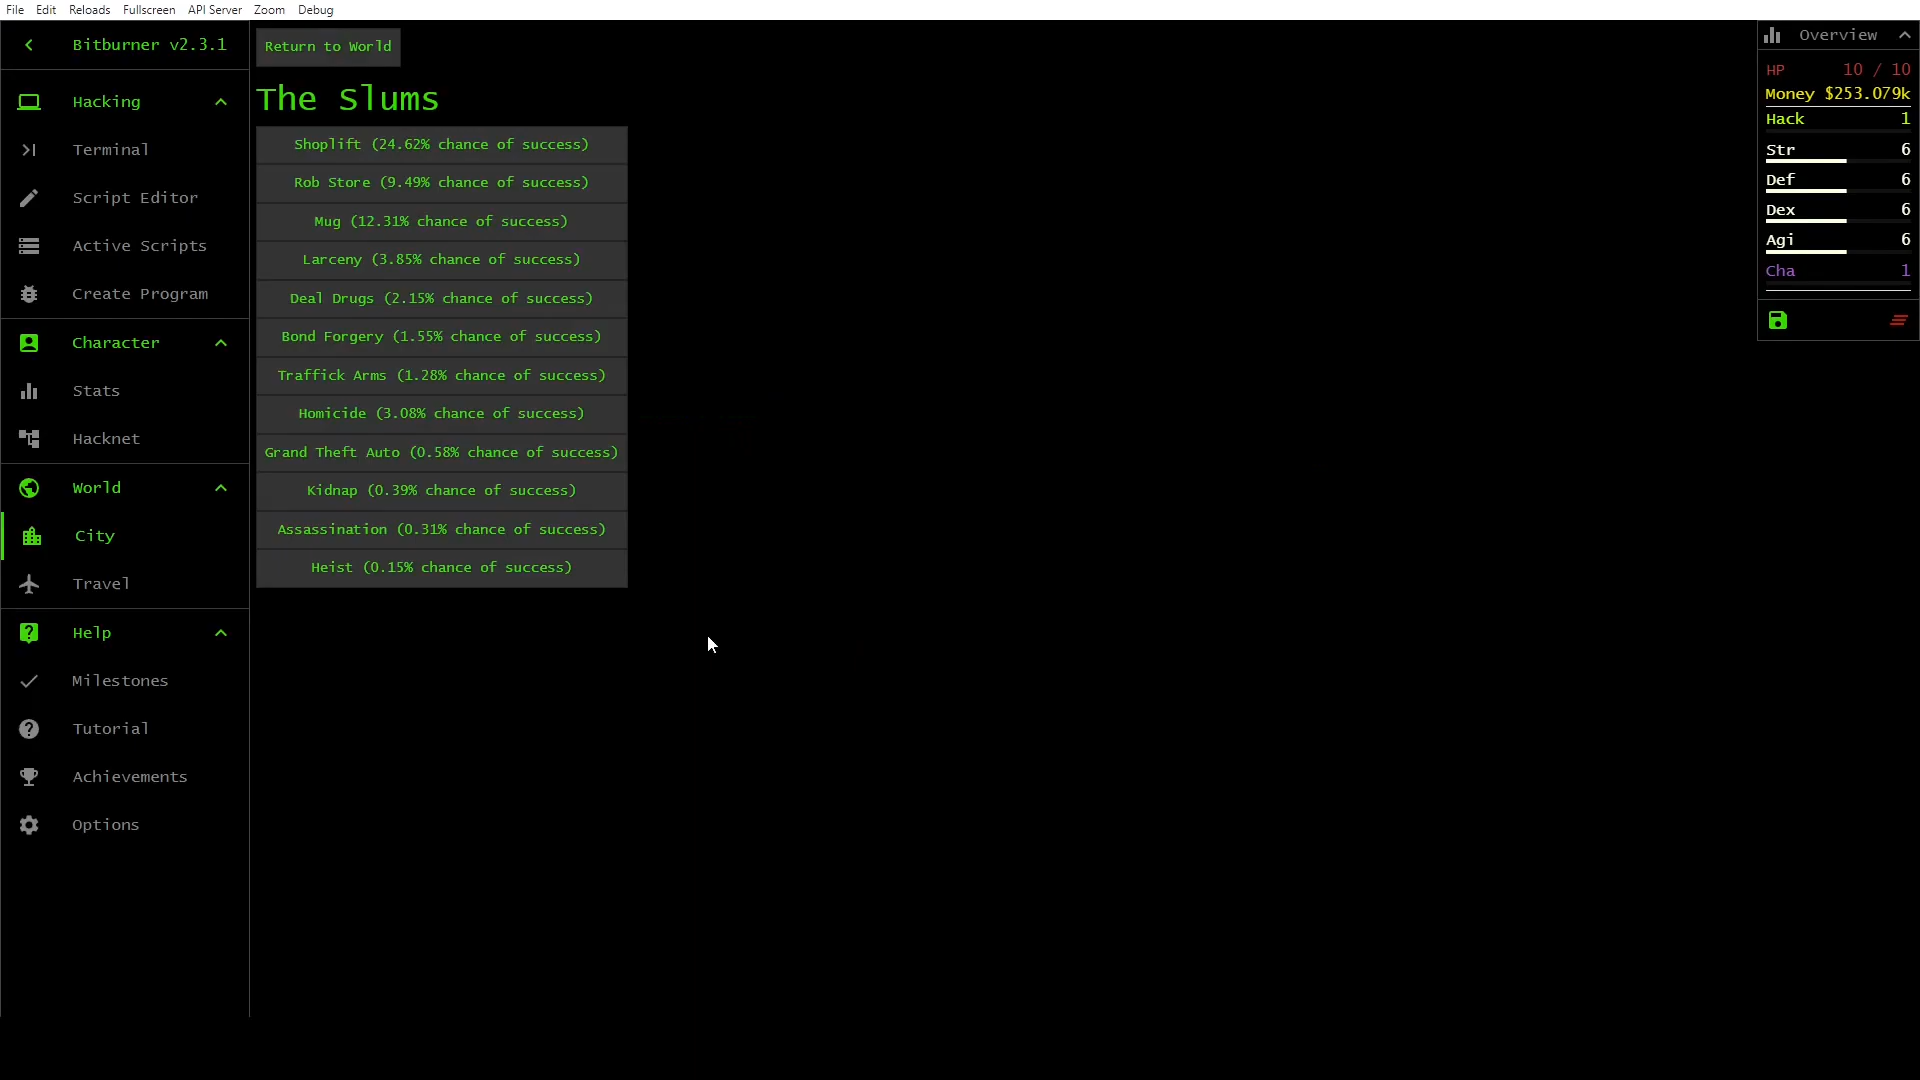 File Edit Reloads Fullscreen API Server Zoom Debug
Bitburner v2.3.1
Hacking
Terminal
Script Editor
Active Scripts
Create Program
Character
Stats
Hacknet
World
City
Travel
Help
Milestones
Tutorial
Achievements
Options
Return to World
The Slums
Shoplift (24.62% chance of success)
Rob Store (9.49% chance of success)
Mug (12.31% chance of success)
Larceny (3.85% chance of success)
Deal Drugs (2.15% chance of success)
Bond Forgery (1.55% chance of success)
Traffick Arms (1.28% chance of success)
Homicide (3.08% chance of success)
Grand Theft Auto (0.58% chance of success)
Kidnap (0.39% chance of success)
Assassination (0.31% chance of success)
Heist (0.15% chance of success)
Overview
HP 10 / 10
Money $253.079k
Hack 1
Str 6
Def 6
Dex 6
Agi 6
Cha 1